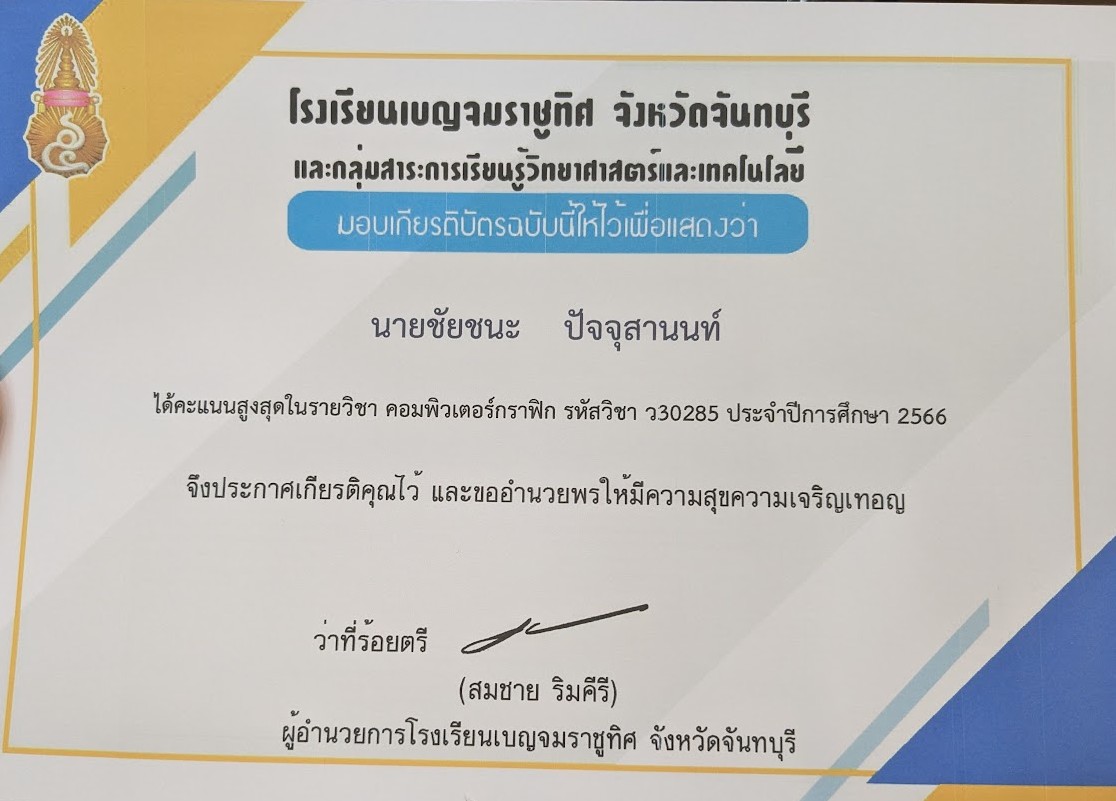 โรงเรียนเบญจมราชูทิศ จังหวัดจันทบุรี
และกลุ่มสาระการเรียนรู้วิทยาศาสตร์และเทคโนโลยี
มอบเกียรติบัตรฉบับนี้ให้ไว้เพื่อแสดงว่า
นายชัยชนะ ปัจจุสานนท์
ได้คะแนนสูงสุดในรายวิชา คอมพิวเตอร์กราฟิก รหัสวิชา ว30285 ประจำปีการศึกษา 2566
จึงประกาศเกียรติคุณไว้ และขออำนวยพรให้มีความสุขความเจริญเทอญ
ว่าที่ร้อยตรี
(สมชาย ริมคีรี)
ผู้อำนวยการโรงเรียนเบญจมราชูทิศ จังหวัดจันทบุรี